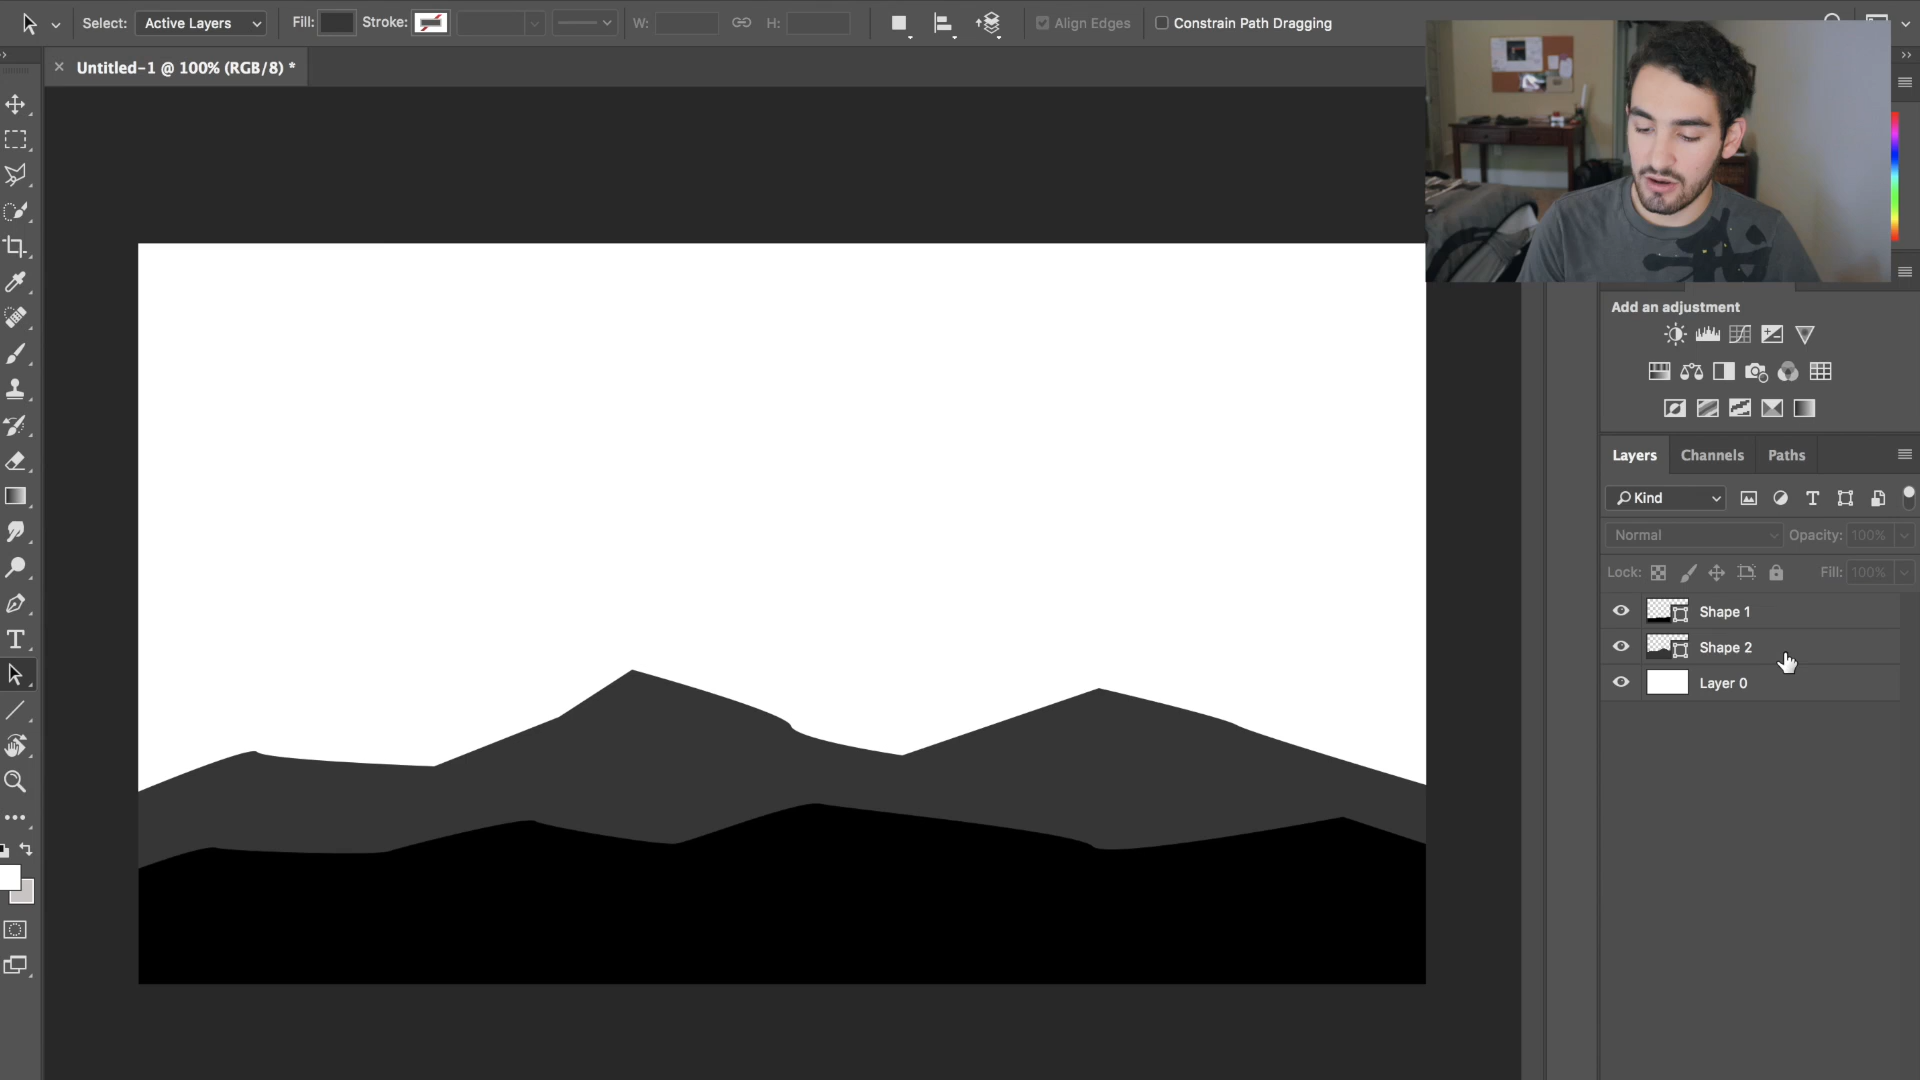 Select: Active Layers Fill: Stroke: W: H: Align Edges Constrain Path Dragging
Untitled-1 @ 100% (RGB/8) *
Add an adjustment
Layers Channels Paths
Kind
Normal Opacity: 100%
Lock: Fill: 100%
Shape 1
Shape 2
Layer 0